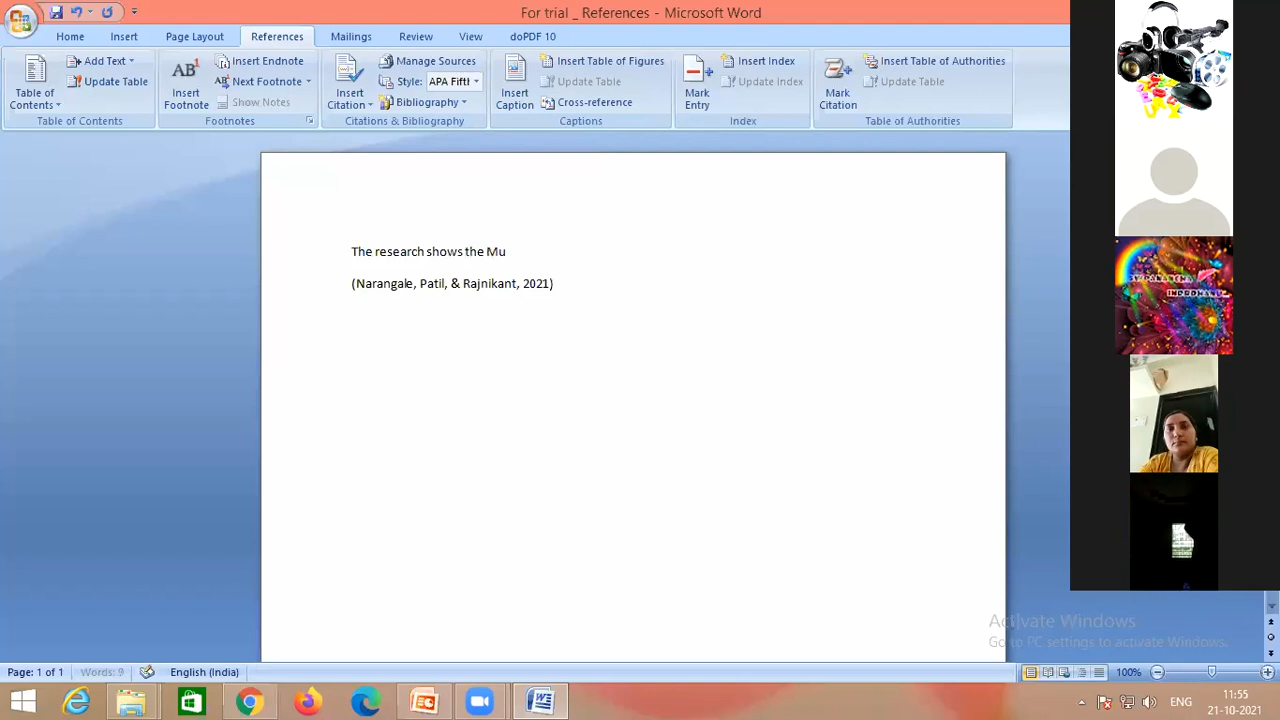 For trial _ References - Microsoft Word
Home Insert Page Layout References Mailings Review View doPDF 10
Table of Contents
Add Text
Update Table
Table of Contents
AB¹ Insert Footnote
Insert Endnote
Next Footnote
Show Notes
Footnotes
Insert Citation
Manage Sources
Style: APA Fifth
Bibliography
Citations & Bibliography
Insert Caption
Insert Table of Figures
Update Table
Cross-reference
Captions
Mark Entry
Insert Index
Update Index
Index
Mark Citation
Insert Table of Authorities
Update Table
Table of Authorities
The research shows the Mu
(Narangale, Patil, & Rajnikant, 2021)
Activate Windows
Go to PC settings to activate Windows.
Page: 1 of 1 Words: 9 English (India) 100%
ENG 11:55
21-10-2021